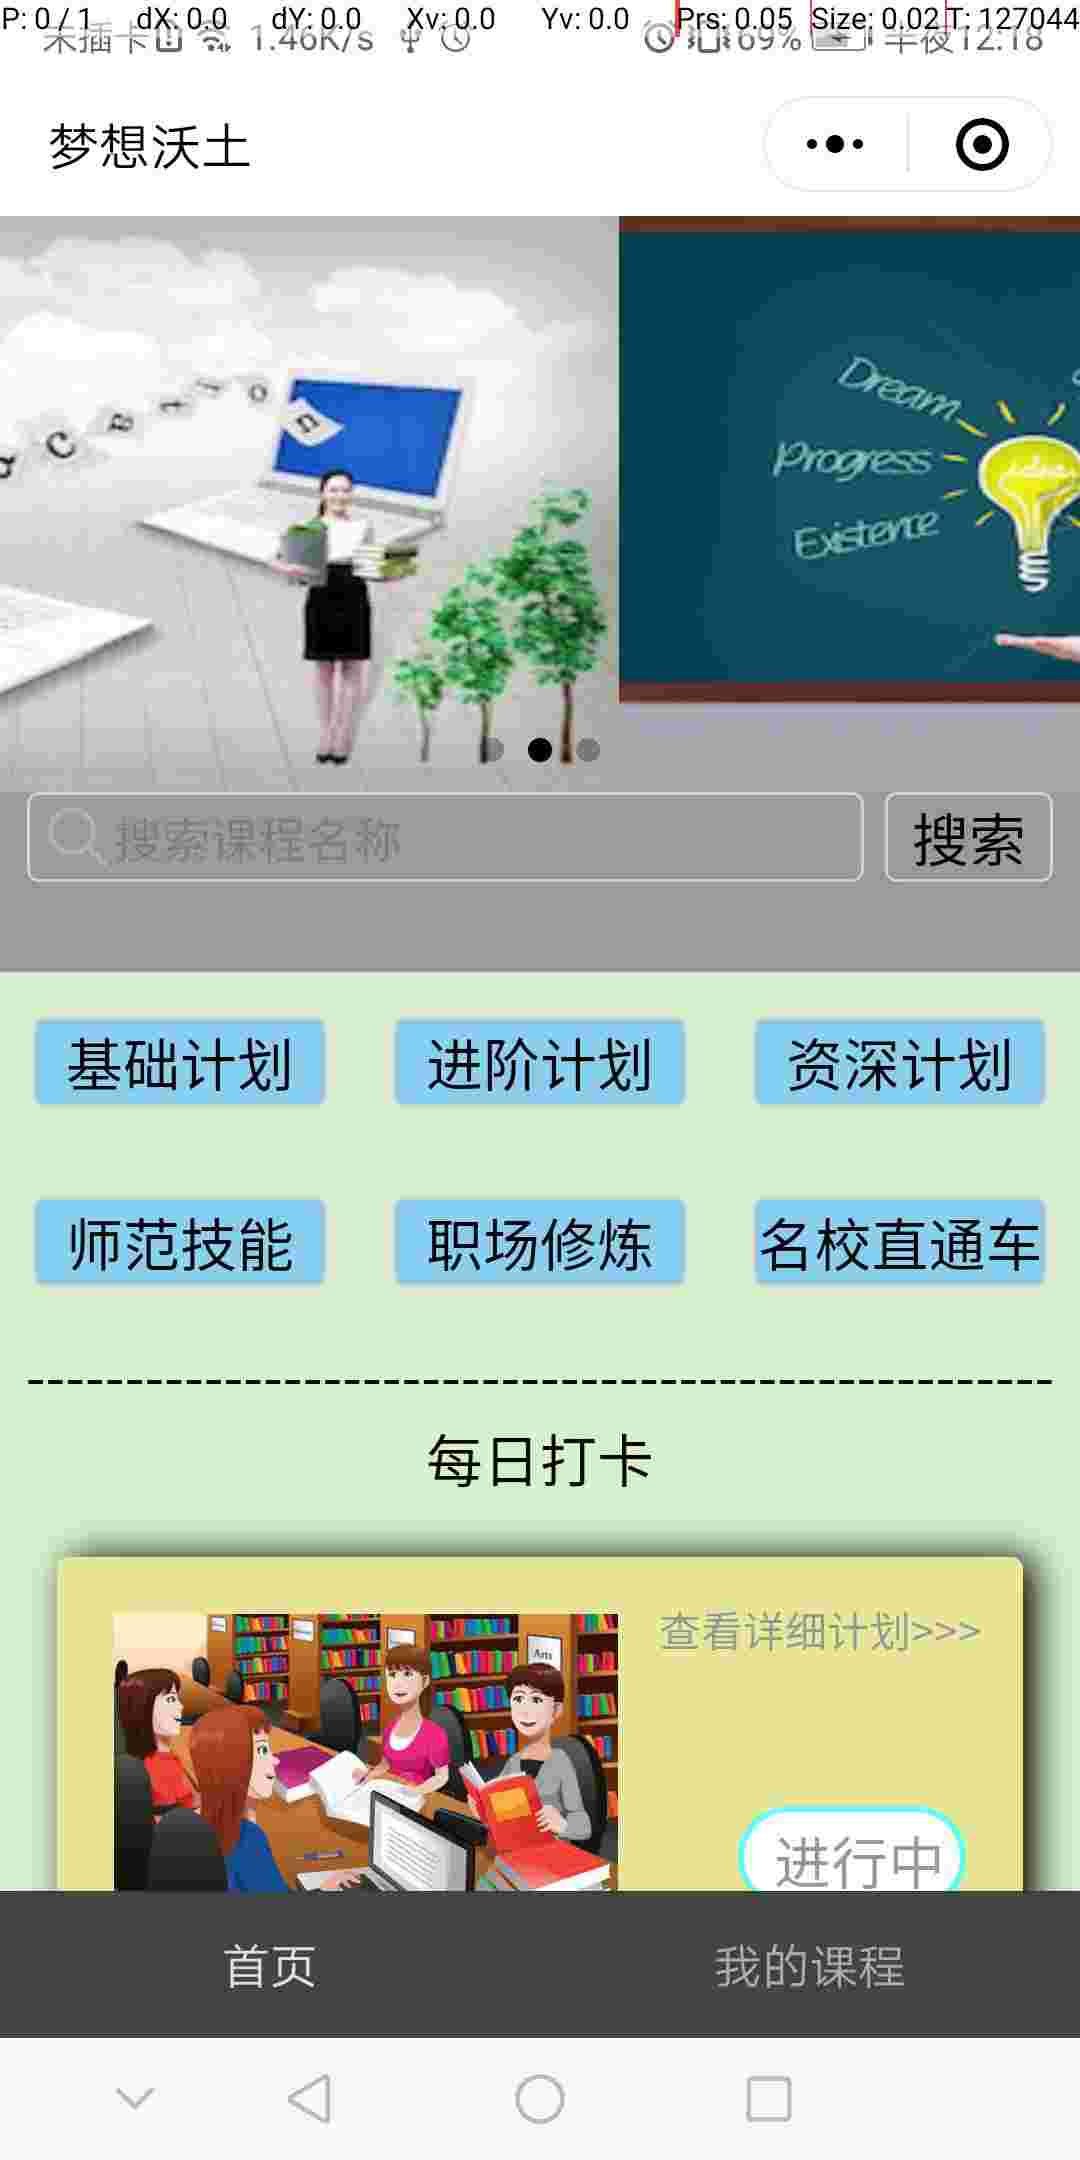 P: 0 / 1 dX: 0.0 dY: 0.0 Xv: 0.0 Yv: 0.0 Prs: 0.05 Size: 0.02 T: 127044
未插卡 1.46K/s 69% 半夜12:18
梦想沃土
α C B i t o n
Dream
Progress
Existence
搜索课程名称 搜索
基础计划 进阶计划 资深计划
师范技能 职场修炼 名校直通车
每日打卡
查看详细计划>>>
Arts
进行中
首页 我的课程